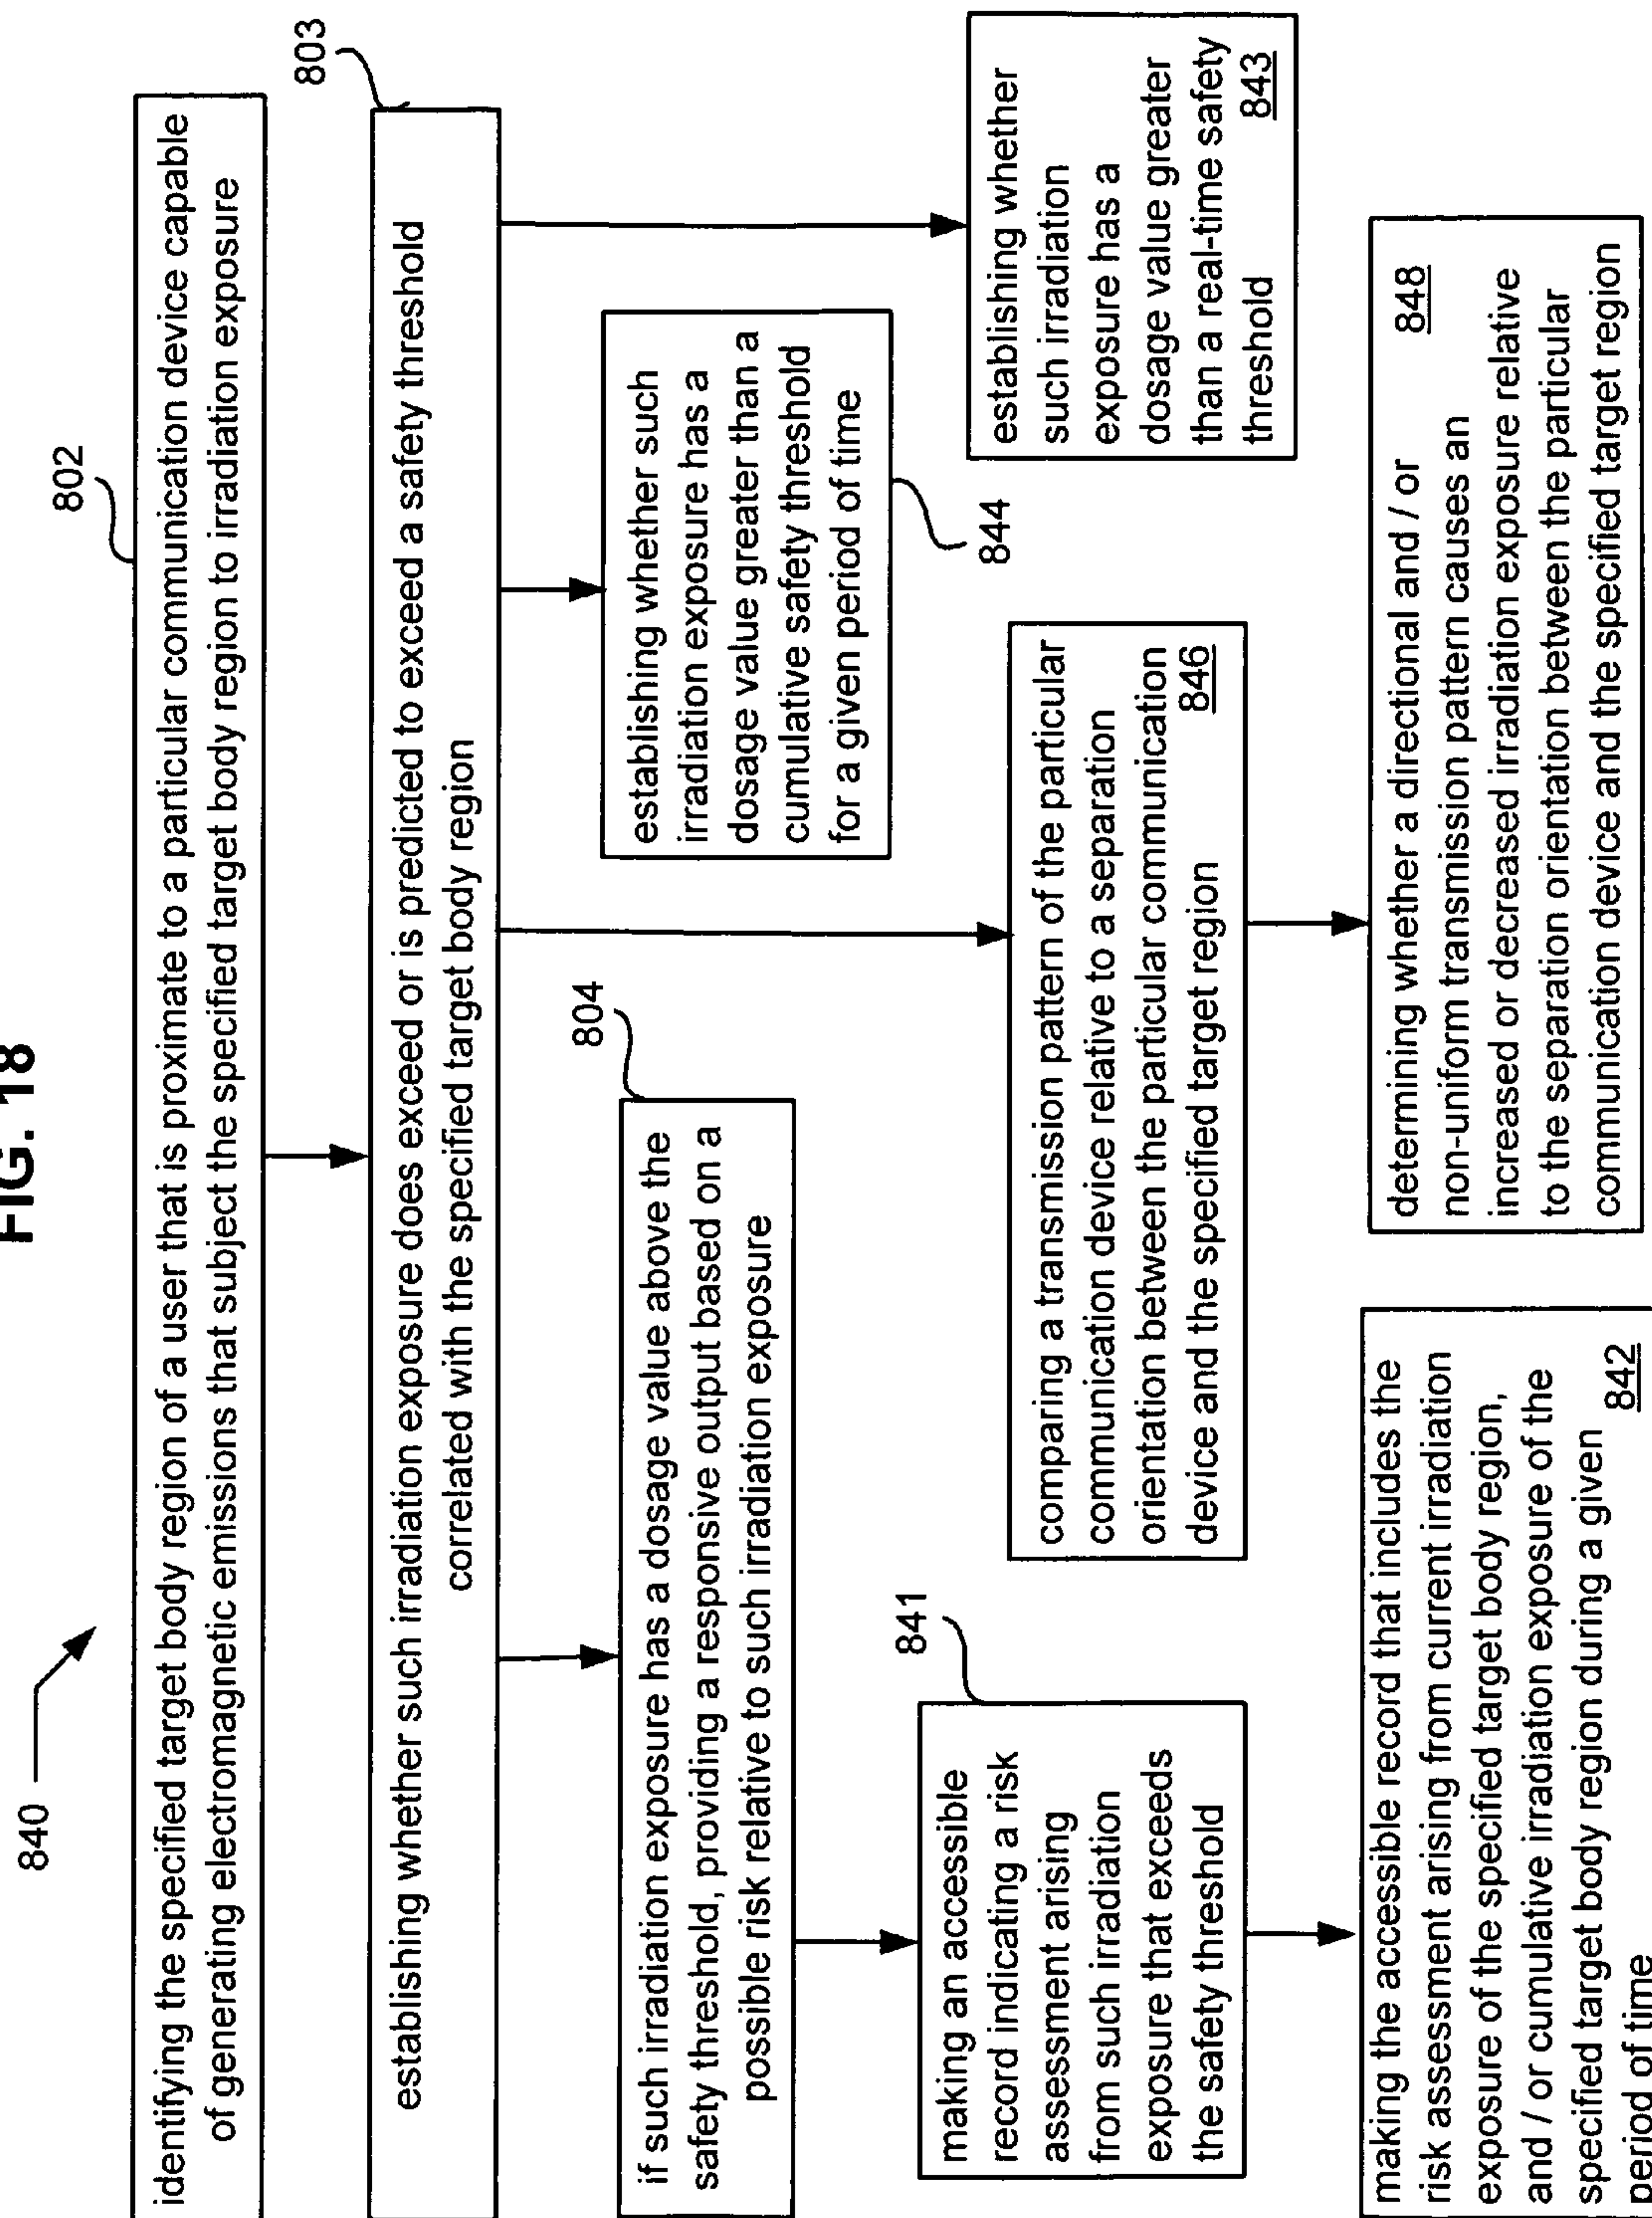 FIG. 18
840
802
identifying the specified target body region of a user that is proximate to a particular communication device capable
of generating electromagnetic emissions that subject the specified target body region to irradiation exposure
803
establishing whether such irradiation exposure does exceed or is predicted to exceed a safety threshold
correlated with the specified target body region
804
if such irradiation exposure has a dosage value above the
safety threshold, providing a responsive output based on a
possible risk relative to such irradiation exposure
establishing whether such
irradiation exposure has a
dosage value greater than a
cumulative safety threshold
for a given period of time
844
841
making an accessible
record indicating a risk
assessment arising
from such irradiation
exposure that exceeds
the safety threshold
comparing a transmission pattern of the particular
communication device relative to a separation
orientation between the particular communication
device and the specified target region 846
establishing whether
such irradiation
exposure has a
dosage value greater
than a real-time safety
threshold 843
making the accessible record that includes the
risk assessment arising from current irradiation
exposure of the specified target body region,
and / or cumulative irradiation exposure of the
specified target body region during a given
period of time 842
determining whether a directional and / or 848
non-uniform transmission pattern causes an
increased or decreased irradiation exposure relative
to the separation orientation between the particular
communication device and the specified target region